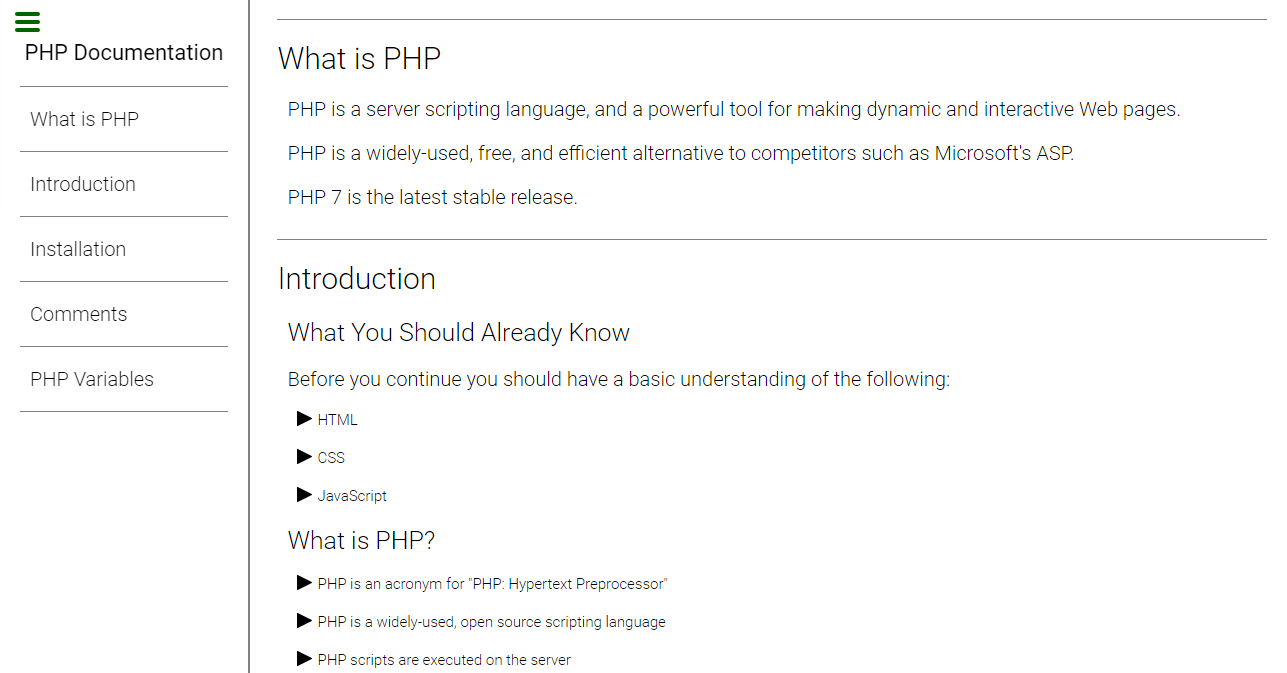 PHP Documentation
What is PHP
Introduction
Installation
Comments
PHP Variables
What is PHP
PHP is a server scripting language, and a powerful tool for making dynamic and interactive Web pages.
PHP is a widely-used, free, and efficient alternative to competitors such as Microsoft's ASP.
PHP 7 is the latest stable release.
Introduction
What You Should Already Know
Before you continue you should have a basic understanding of the following:
HTML
CSS
JavaScript
What is PHP?
PHP is an acronym for "PHP: Hypertext Preprocessor"
PHP is a widely-used, open source scripting language
PHP scripts are executed on the server